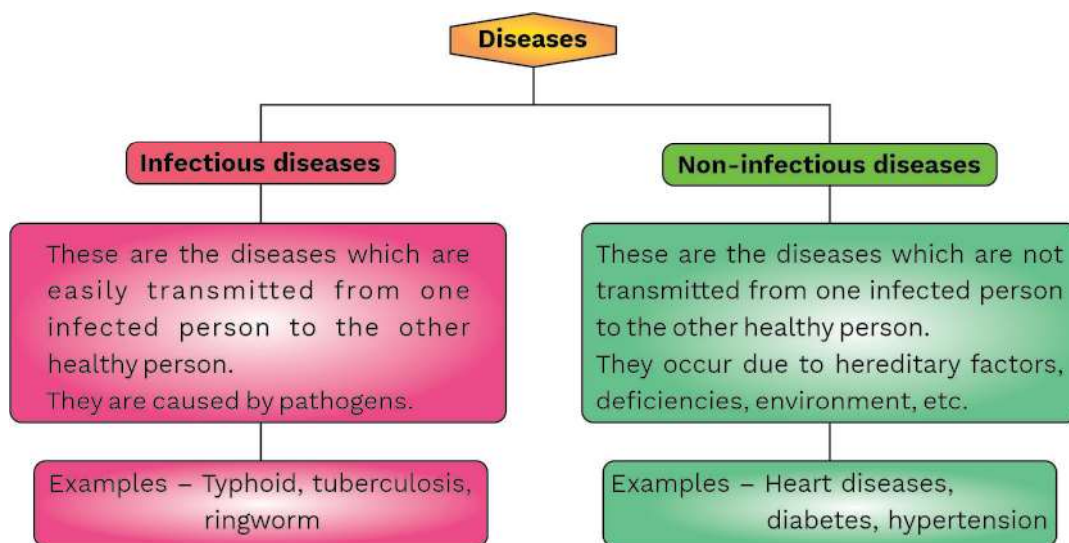 Diseases
Infectious diseases
These are the diseases which are
easily transmitted from one
infected person to the other
healthy person.
They are caused by pathogens.
Examples – Typhoid, tuberculosis,
ringworm
Non-infectious diseases
These are the diseases which are not
transmitted from one infected person
to the other healthy person.
They occur due to hereditary factors,
deficiencies, environment, etc.
Examples – Heart diseases,
diabetes, hypertension